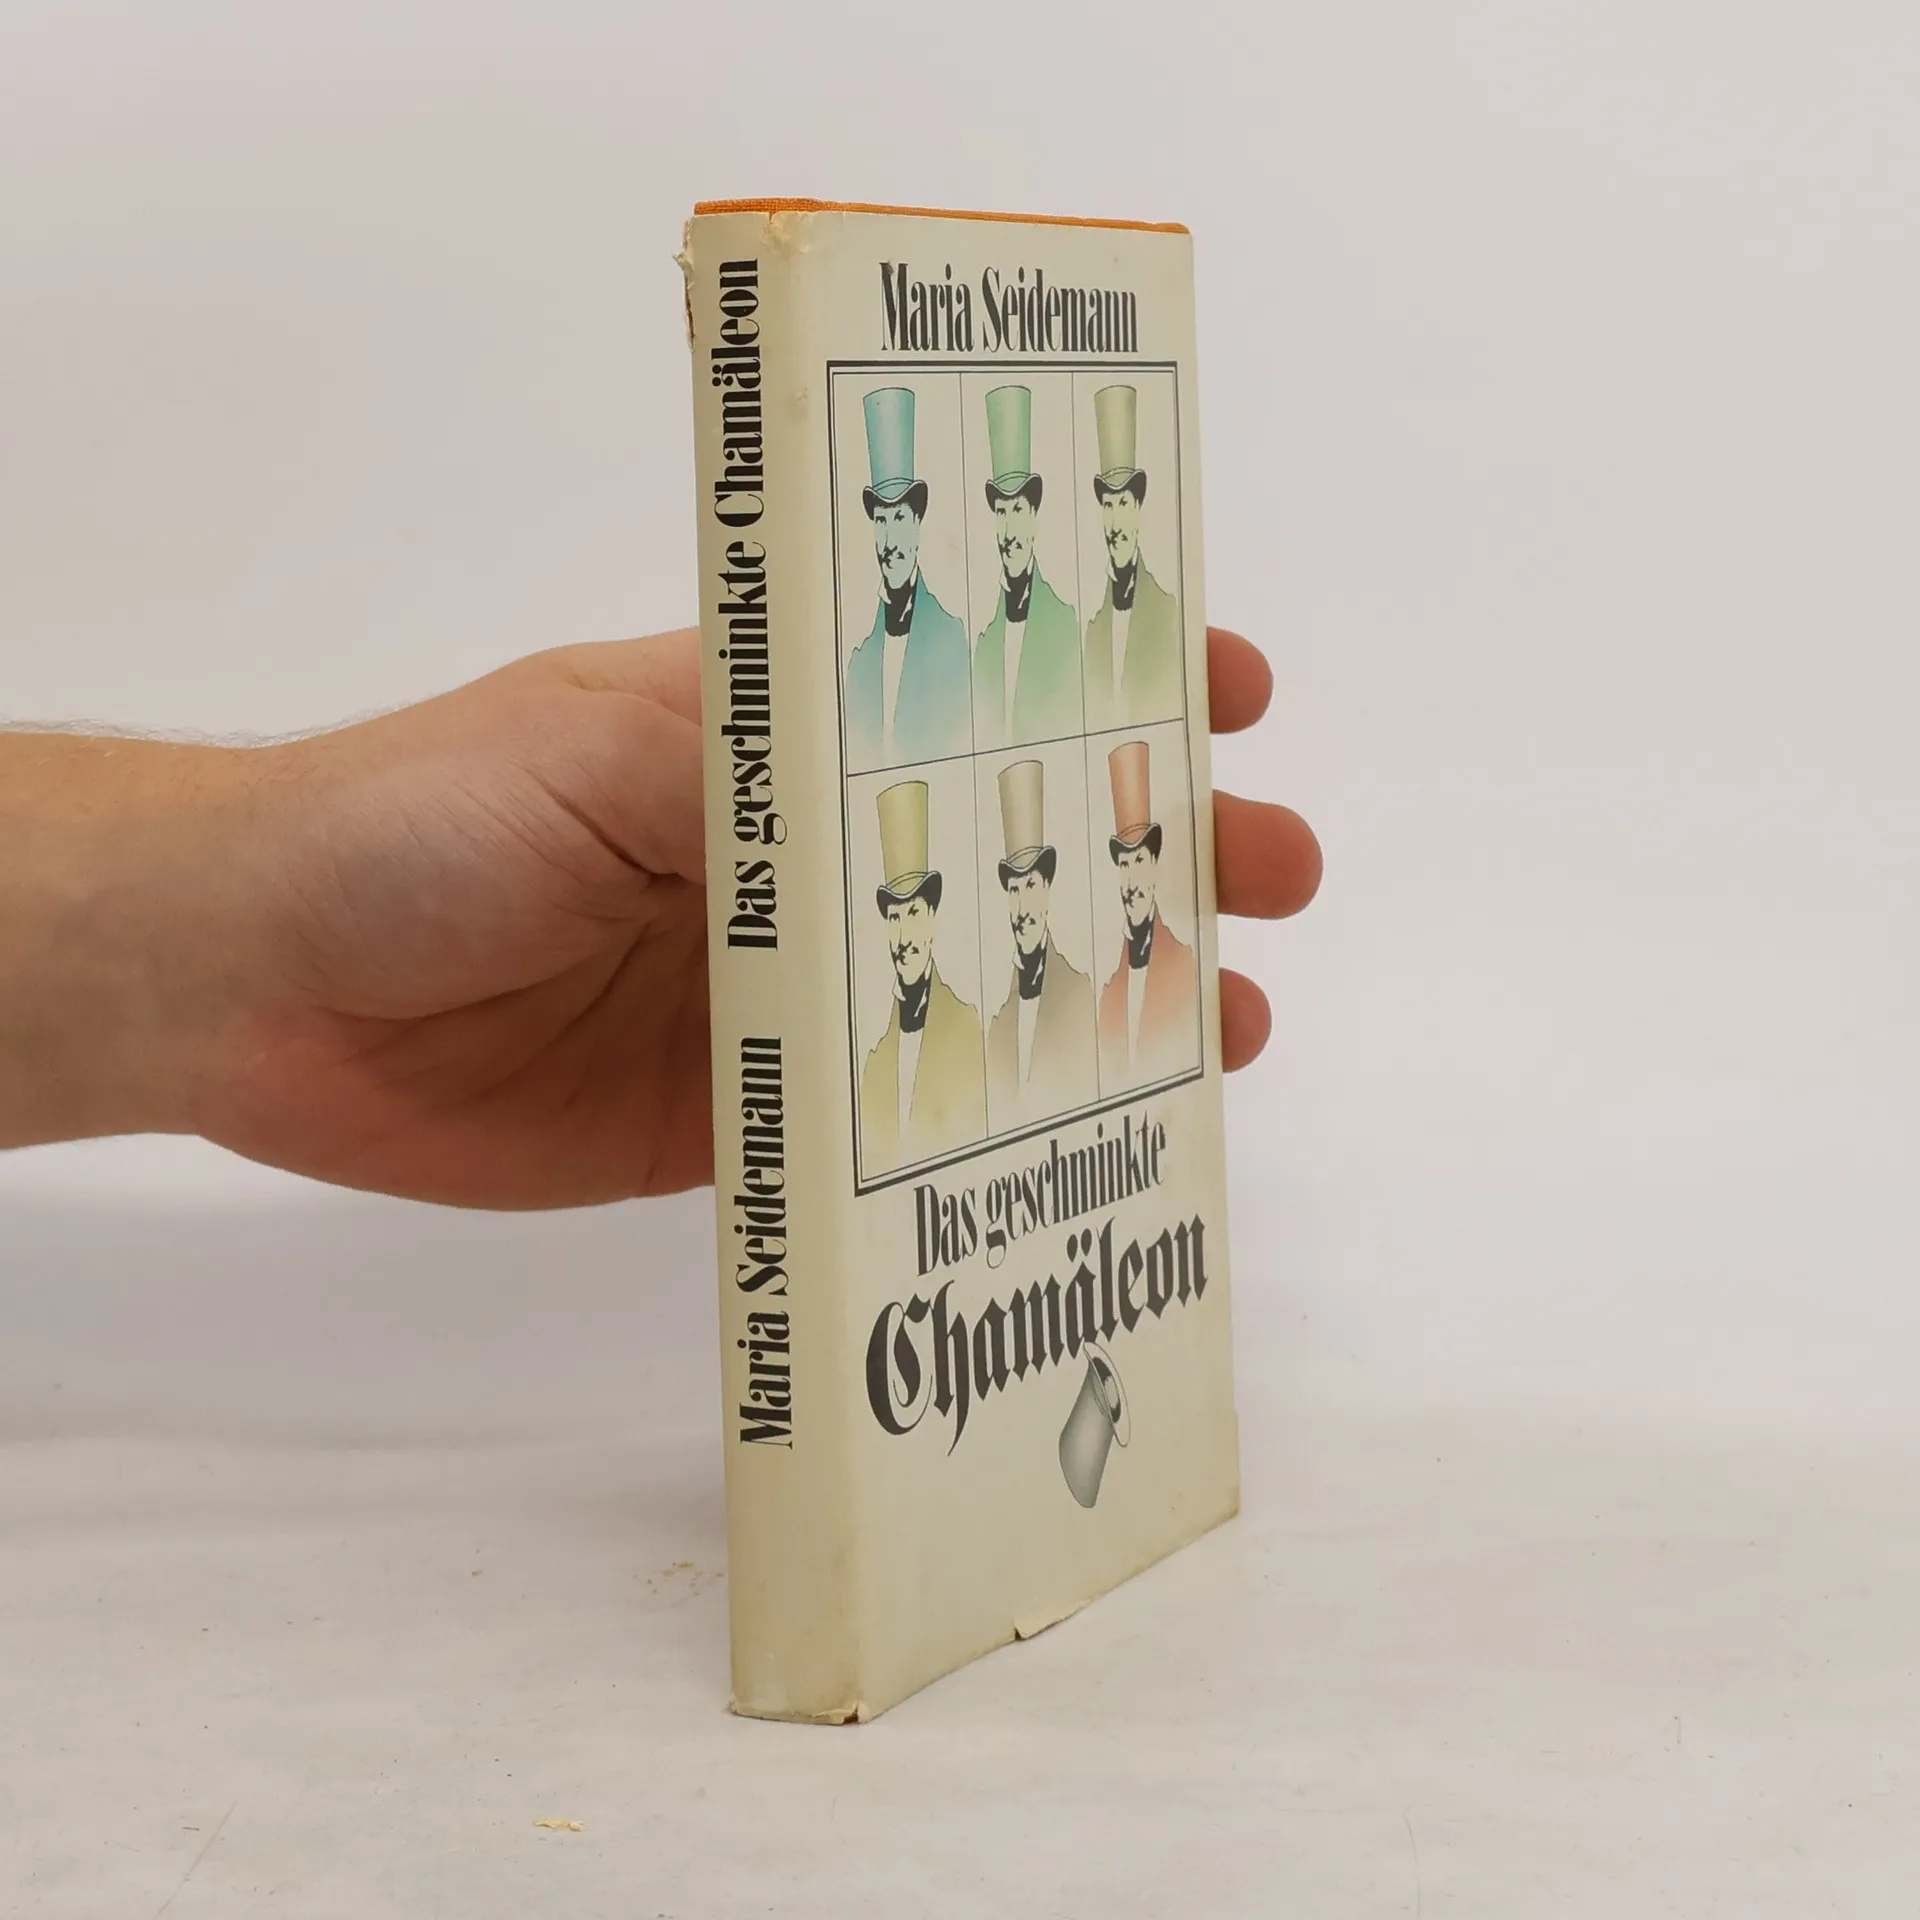 Maria Seidemann Das geschminkte Chamäleon
Maria Seidemann
Das geschminkte
Chamäleon